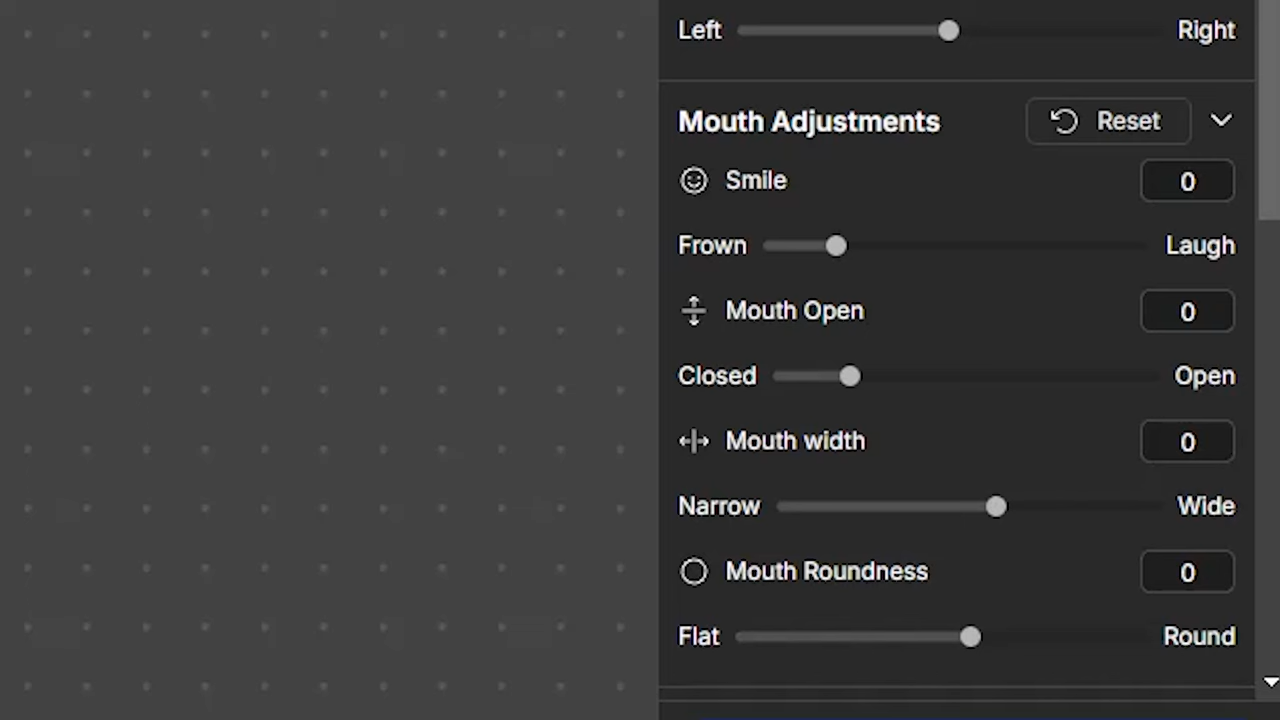 Left Right
Mouth Adjustments Reset
Smile 0
Frown Laugh
Mouth Open 0
Closed Open
Mouth width 0
Narrow Wide
Mouth Roundness 0
Flat Round